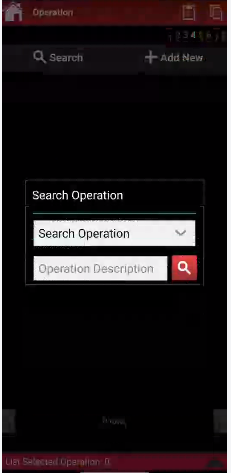 Operation
Search
Add New
Search Operation
Search Operation
Operation Description
List Selected Operation: 0